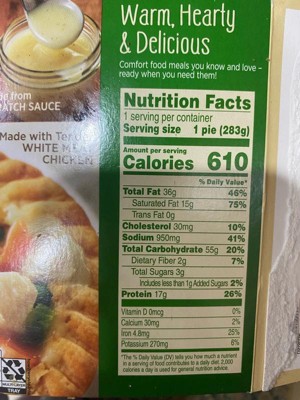 Warm, Hearty
& Delicious
Comfort food meals you know and love –
ready when you need them!
from
SCRATCH SAUCE
Made with Tender
WHITE MEAT
CHICKEN
Nutrition Facts
1 serving per container
Serving size 1 pie (283g)
Amount per serving
Calories 610
% Daily Value*
Total Fat 36g 46%
Saturated Fat 15g 75%
Trans Fat 0g
Cholesterol 30mg 10%
Sodium 950mg 41%
Total Carbohydrate 55g 20%
Dietary Fiber 2g 7%
Total Sugars 3g
Includes less than 1g Added Sugars 2%
Protein 17g 26%
Vitamin D 0mcg 0%
Calcium 30mg 2%
Iron 4.8mg 25%
Potassium 270mg 6%
*The % Daily Value (DV) tells you how much a nutrient
in a serving of food contributes to a daily diet. 2,000
calories a day is used for general nutrition advice.
TRAY